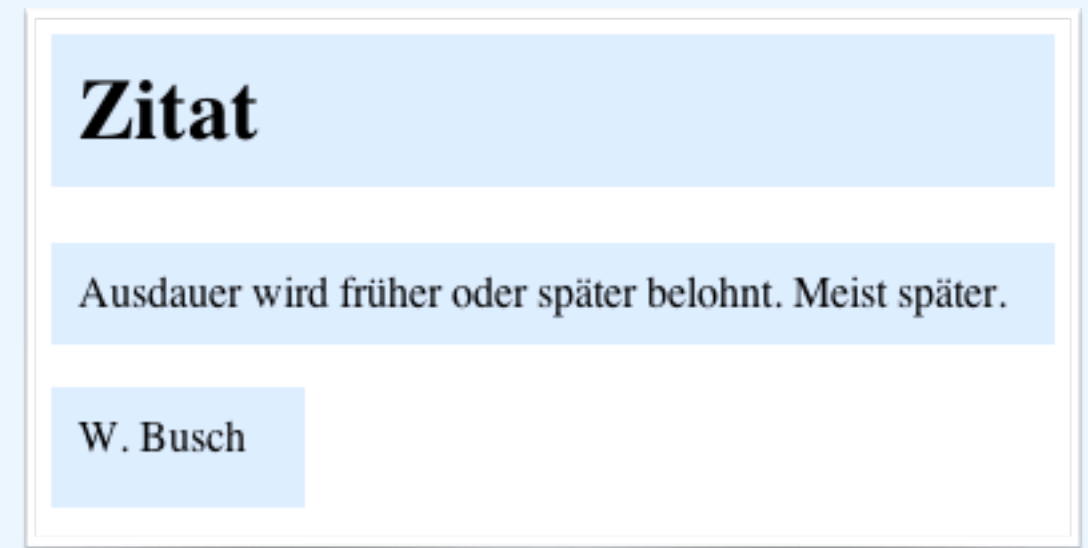 Zitat
Ausdauer wird früher oder später belohnt. Meist später.
W. Busch